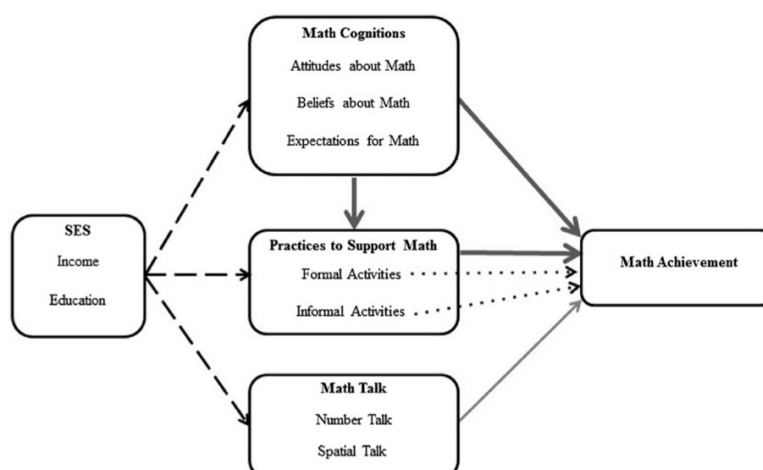 Math Cognitions
Attitudes about Math
Beliefs about Math
Expectations for Math
SES
Income
Education
Practices to Support Math
Formal Activities
Informal Activities
Math Achievement
Math Talk
Number Talk
Spatial Talk